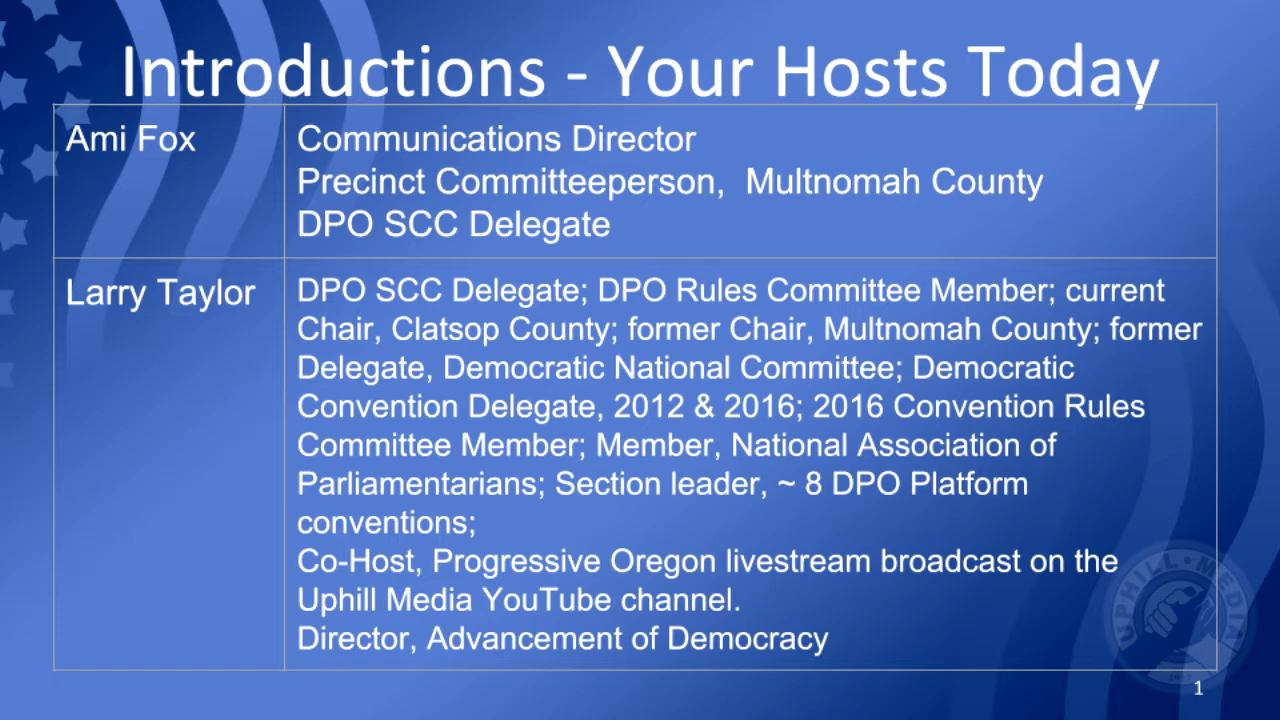 Introductions - Your Hosts Today
Ami Fox
Communications Director
Precinct Committeeperson,  Multnomah County
DPO SCC Delegate
Larry Taylor
DPO SCC Delegate; DPO Rules Committee Member; current
Chair, Clatsop County; former Chair, Multnomah County; former
Delegate, Democratic National Committee; Democratic
Convention Delegate, 2012 & 2016; 2016 Convention Rules
Committee Member; Member, National Association of
Parliamentarians; Section leader, ~ 8 DPO Platform
conventions;
Co-Host, Progressive Oregon livestream broadcast on the
Uphill Media YouTube channel.
Director, Advancement of Democracy
UPHILL • MEDIA
1